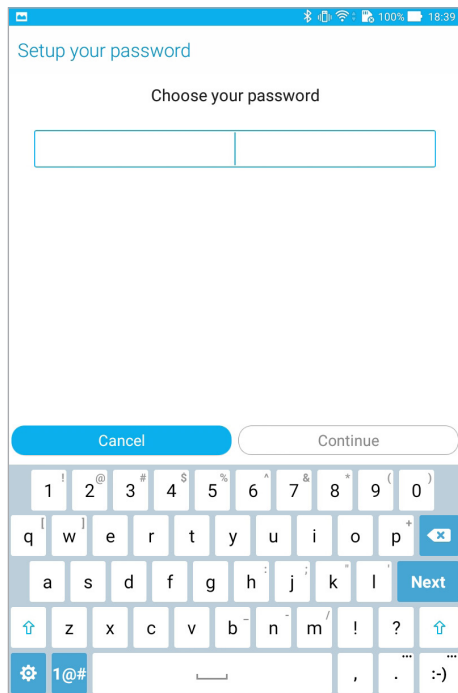 100% 18:39
Setup your password
Choose your password
Cancel Continue
! @ # $ % ^ & * ( )
1 2 3 4 5 6 7 8 9 0
[ ] +
q w e r t y u i o p
: ; " '
a s d f g h j k l Next
_ - /
z x c v b n m ! ?
1@# , . :-)